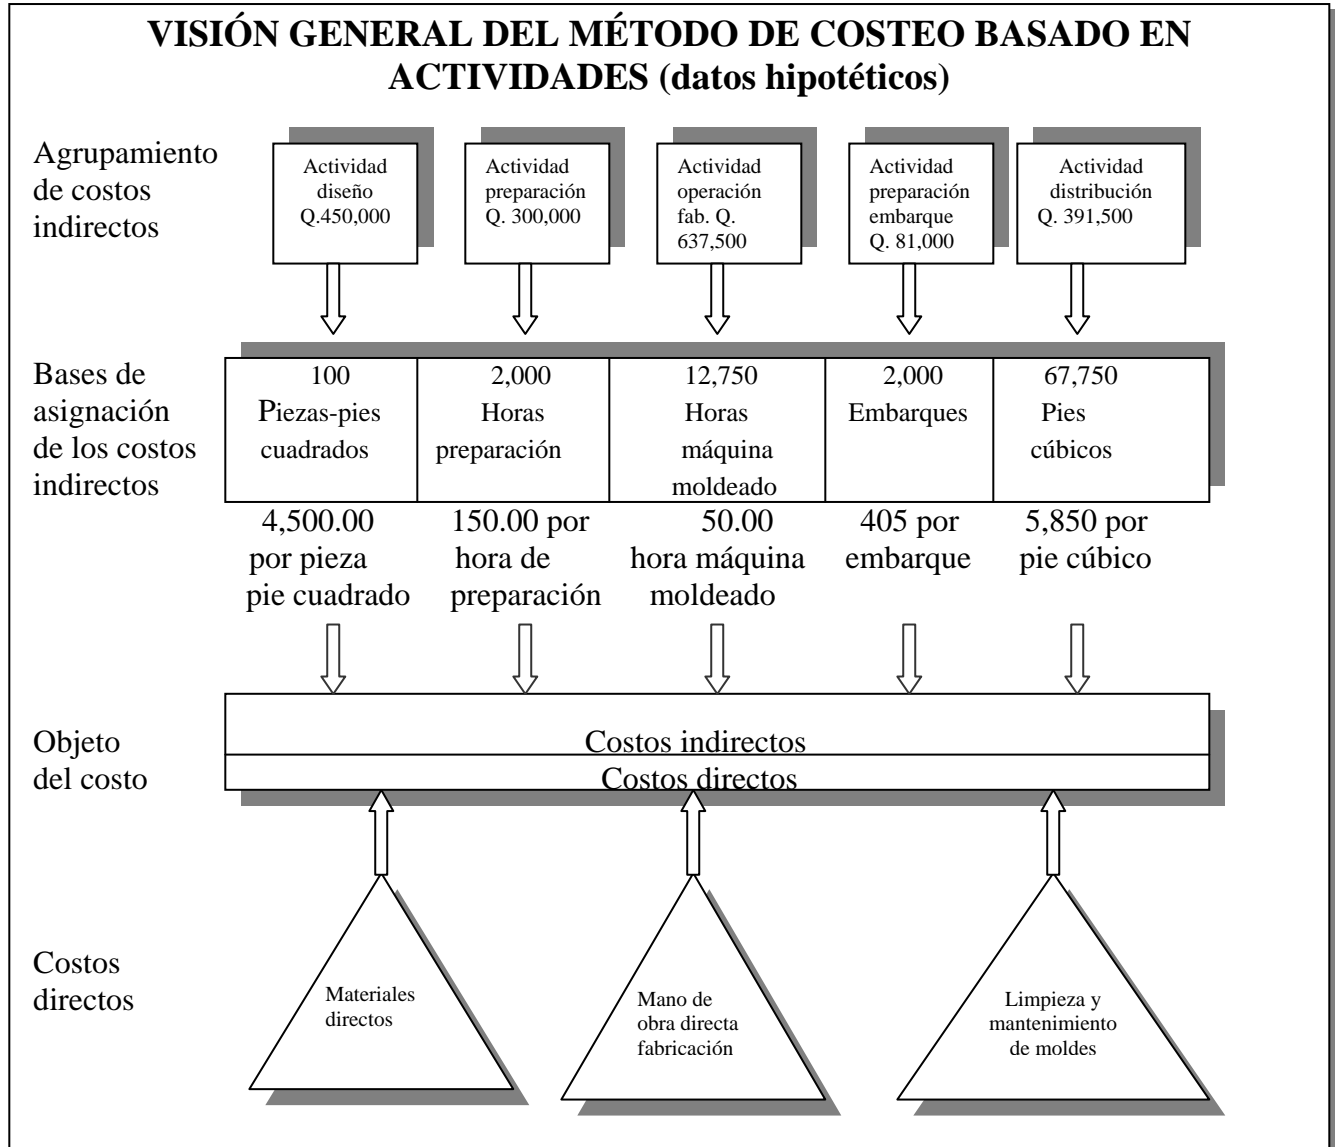 VISIÓN GENERAL DEL MÉTODO DE COSTEO BASADO EN
ACTIVIDADES (datos hipotéticos)
Agrupamiento
de costos
indirectos
Actividad
diseño
Q.450,000
Actividad
preparación
Q. 300,000
Actividad
operación
fab. Q.
637,500
Actividad
preparación
embarque
Q. 81,000
Actividad
distribución
Q. 391,500
Bases de
asignación
de los costos
indirectos
100
Piezas-pies
cuadrados
2,000
Horas
preparación
12,750
Horas
máquina
moldeado
2,000
Embarques
67,750
Pies
cúbicos
4,500.00
por pieza
pie cuadrado
150.00 por
hora de
preparación
50.00
hora máquina
moldeado
405 por
embarque
5,850 por
pie cúbico
Objeto
del costo
Costos indirectos
Costos directos
Costos
directos
Materiales
directos
Mano de
obra directa
fabricación
Limpieza y
mantenimiento
de moldes